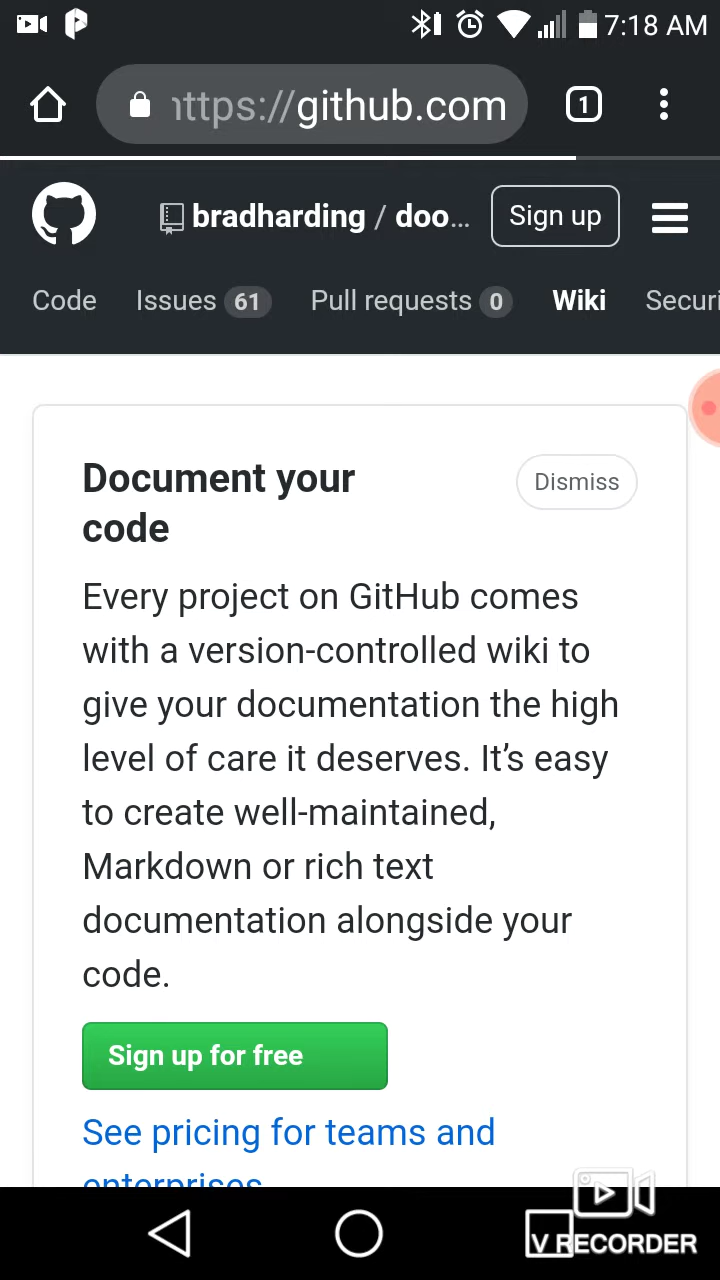 7:18 AM
ttps://github.com
1
bradharding / doo...
Sign up
Code Issues 61 Pull requests 0 Wiki Securi
Document your
code
Dismiss
Every project on GitHub comes
with a version-controlled wiki to
give your documentation the high
level of care it deserves. It’s easy
to create well-maintained,
Markdown or rich text
documentation alongside your
code.
Sign up for free
See pricing for teams and
enterprises
V RECORDER